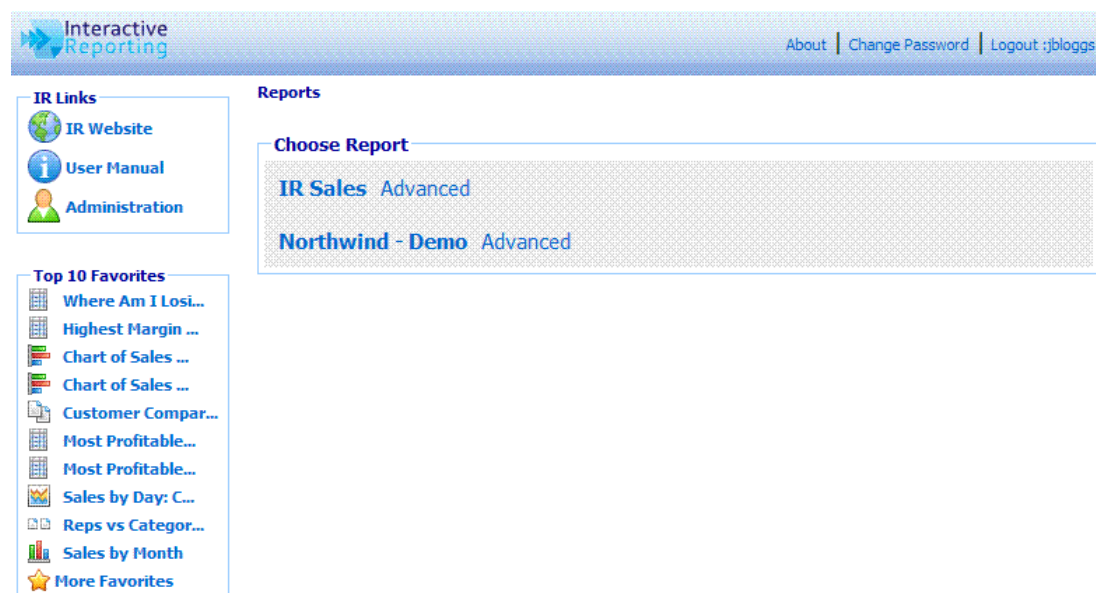 Interactive
Reporting
About | Change Password | Logout :jbloggs
IR Links
IR Website
User Manual
Administration
Top 10 Favorites
Where Am I Losi...
Highest Margin ...
Chart of Sales ...
Chart of Sales ...
Customer Compar...
Most Profitable...
Most Profitable...
Sales by Day: C...
Reps vs Categor...
Sales by Month
More Favorites
Reports
Choose Report
IR Sales Advanced
Northwind - Demo Advanced